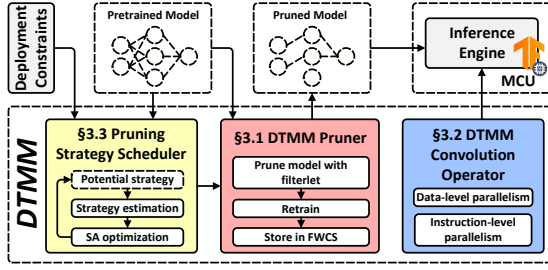 Deployment
Constraints
Pretrained Model
Pruned Model
Inference
Engine
MCU
DTMM
§3.3 Pruning
Strategy Scheduler
Potential strategy
Strategy estimation
SA optimization
§3.1 DTMM
Pruner
Prune model with
filterlet
Retrain
Store in FWCS
§3.2 DTMM
Convolution
Operator
Data-level parallelism
Instruction-level
parallelism